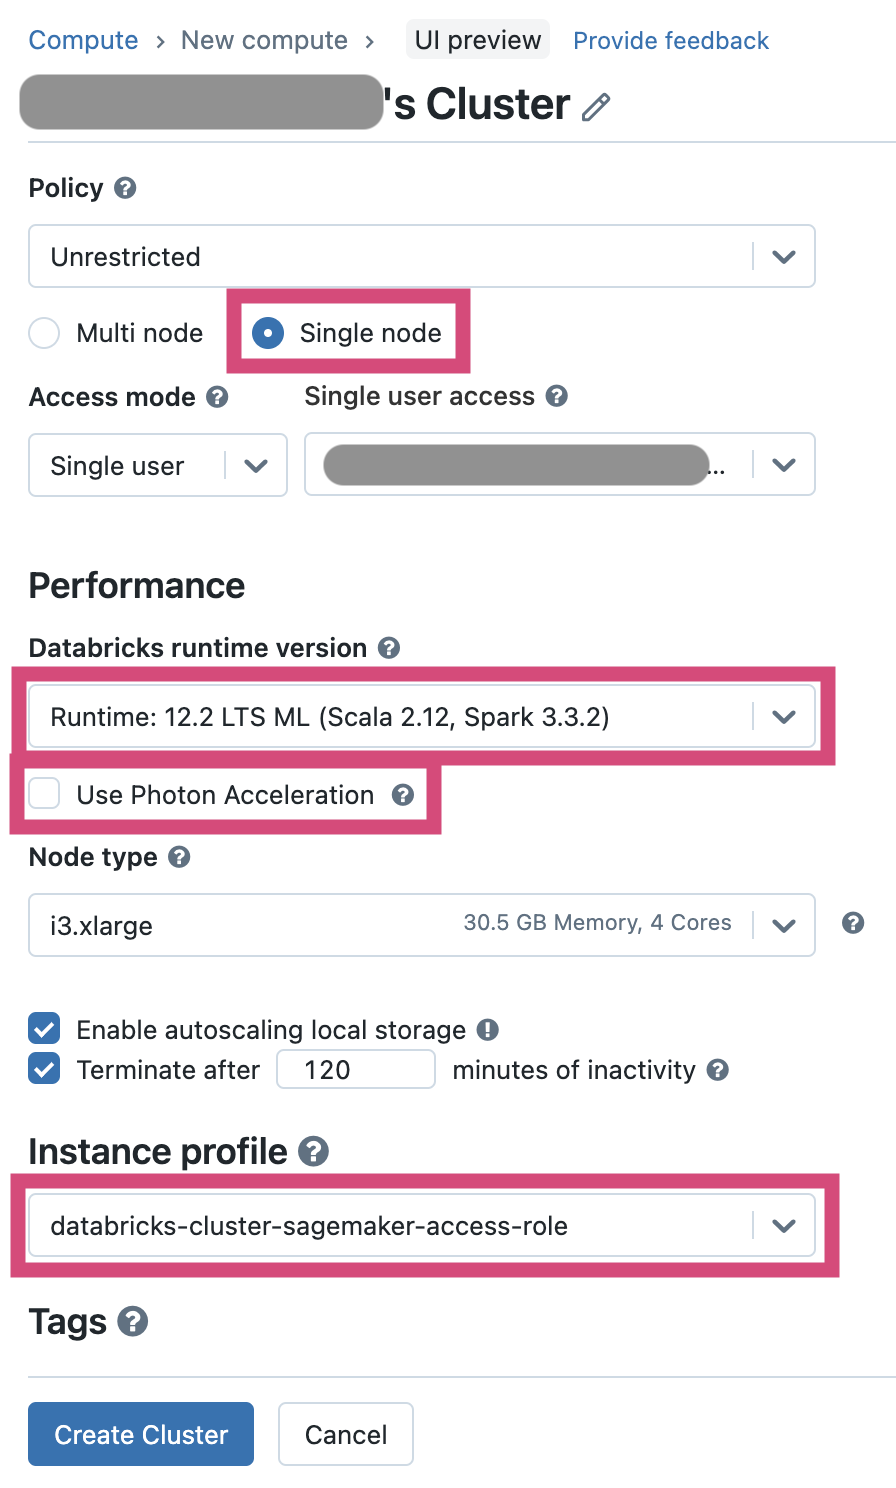 Compute › New compute › UI preview Provide feedback
's Cluster
Policy
Unrestricted
Multi node Single node
Access mode Single user access
Single user ...
Performance
Databricks runtime version
Runtime: 12.2 LTS ML (Scala 2.12, Spark 3.3.2)
Use Photon Acceleration
Node type
i3.xlarge 30.5 GB Memory, 4 Cores
Enable autoscaling local storage
Terminate after 120 minutes of inactivity
Instance profile
databricks-cluster-sagemaker-access-role
Tags
Create Cluster Cancel